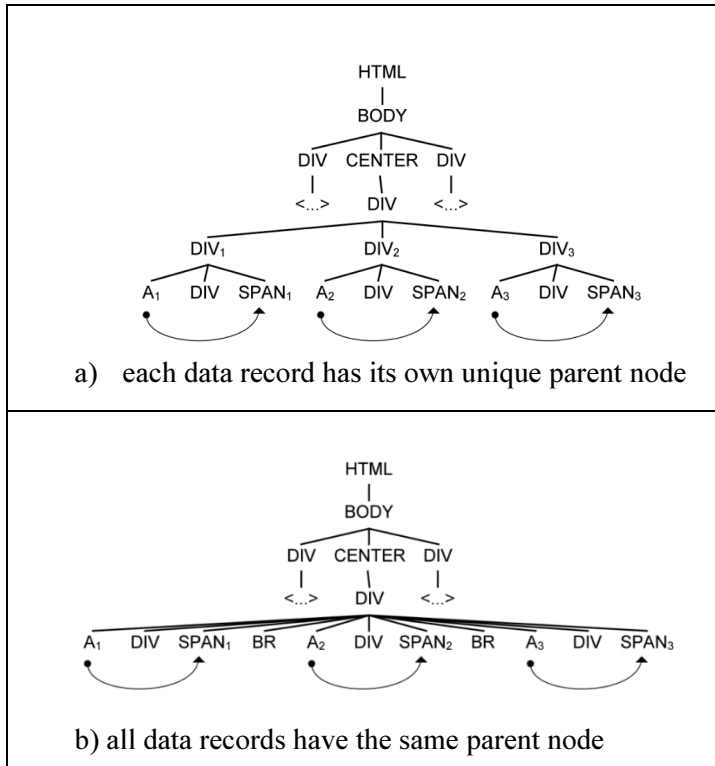 HTML
BODY
DIV CENTER DIV
<...> DIV <...>
DIV₁ DIV₂ DIV₃
A₁ DIV SPAN₁ A₂ DIV SPAN₂ A₃ DIV SPAN₃
a) each data record has its own unique parent node
HTML
BODY
DIV CENTER DIV
<...> DIV <...>
A₁ DIV SPAN₁ BR A₂ DIV SPAN₂ BR A₃ DIV SPAN₃
b) all data records have the same parent node